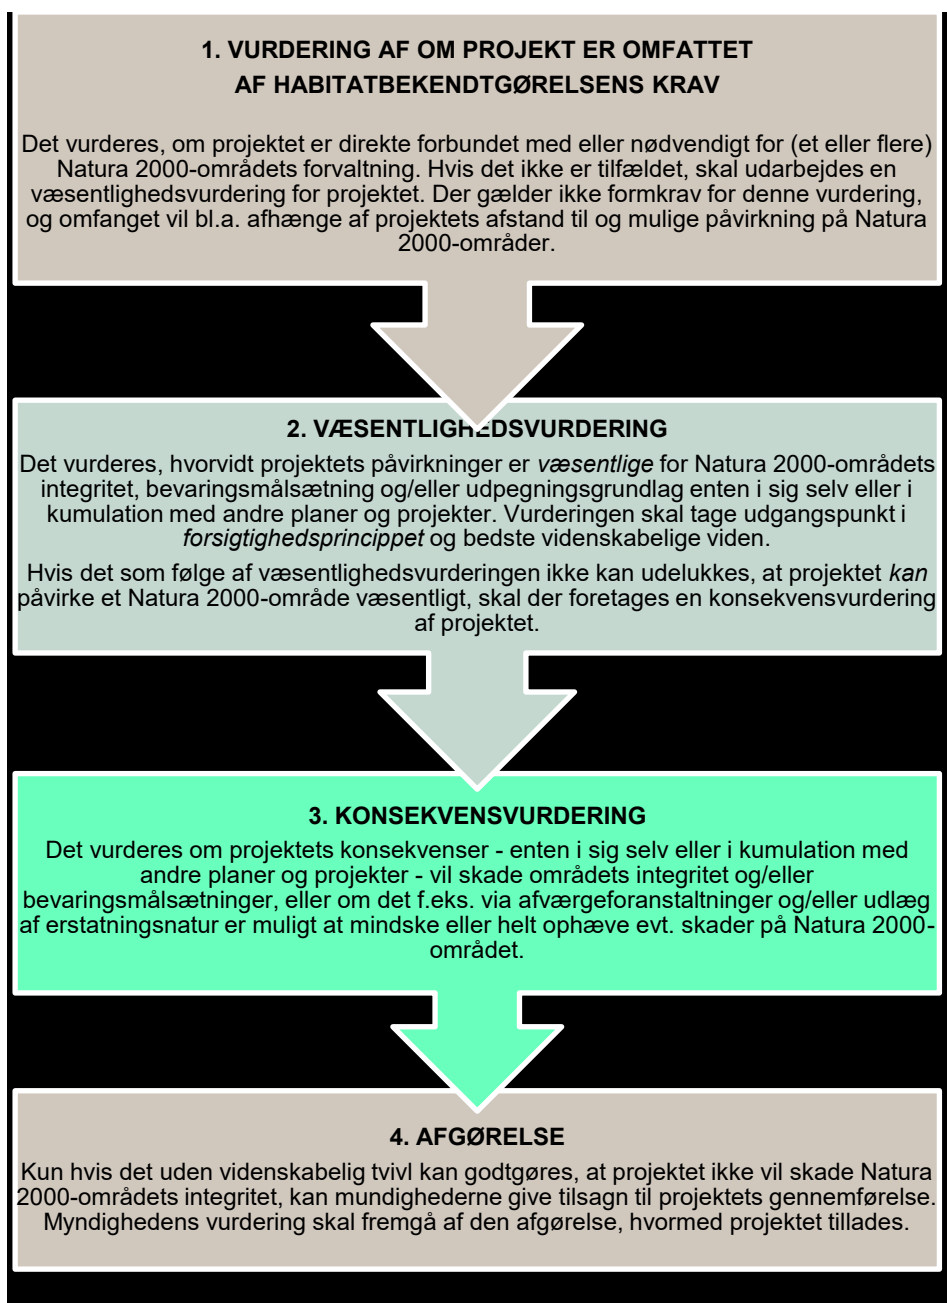 1. VURDERING AF OM PROJEKT ER OMFATTET
AF HABITATBEKENDTGØRELSENS KRAV
Det vurderes, om projektet er direkte forbundet med eller nødvendigt for (et eller flere)
Natura 2000-områdets forvaltning. Hvis det ikke er tilfældet, skal udarbejdes en
væsentlighedsvurdering for projektet. Der gælder ikke formkrav for denne vurdering,
og omfanget vil bl.a. afhænge af projektets afstand til og mulige påvirkning på Natura
2000-områder.
2. VÆSENTLIGHEDSVURDERING
Det vurderes, hvorvidt projektets påvirkninger er væsentlige for Natura 2000-områdets
integritet, bevaringsmålsætning og/eller udpegningsgrundlag enten i sig selv eller i
kumulation med andre planer og projekter. Vurderingen skal tage udgangspunkt i
forsigtighedsprincippet og bedste videnskabelige viden.
Hvis det som følge af væsentlighedsvurderingen ikke kan udelukkes, at projektet kan
påvirke et Natura 2000-område væsentligt, skal der foretages en konsekvensvurdering
af projektet.
3. KONSEKVENSVURDERING
Det vurderes om projektets konsekvenser - enten i sig selv eller i kumulation med
andre planer og projekter - vil skade områdets integritet og/eller
bevaringsmålsætninger, eller om det f.eks. via afværgeforanstaltninger og/eller udlæg
af erstatningsnatur er muligt at mindske eller helt ophæve evt. skader på Natura 2000-
området.
4. AFGØRELSE
Kun hvis det uden videnskabelig tvivl kan godtgøres, at projektet ikke vil skade Natura
2000-områdets integritet, kan mundighederne give tilsagn til projektets gennemførelse.
Myndighedens vurdering skal fremgå af den afgørelse, hvormed projektet tillades.